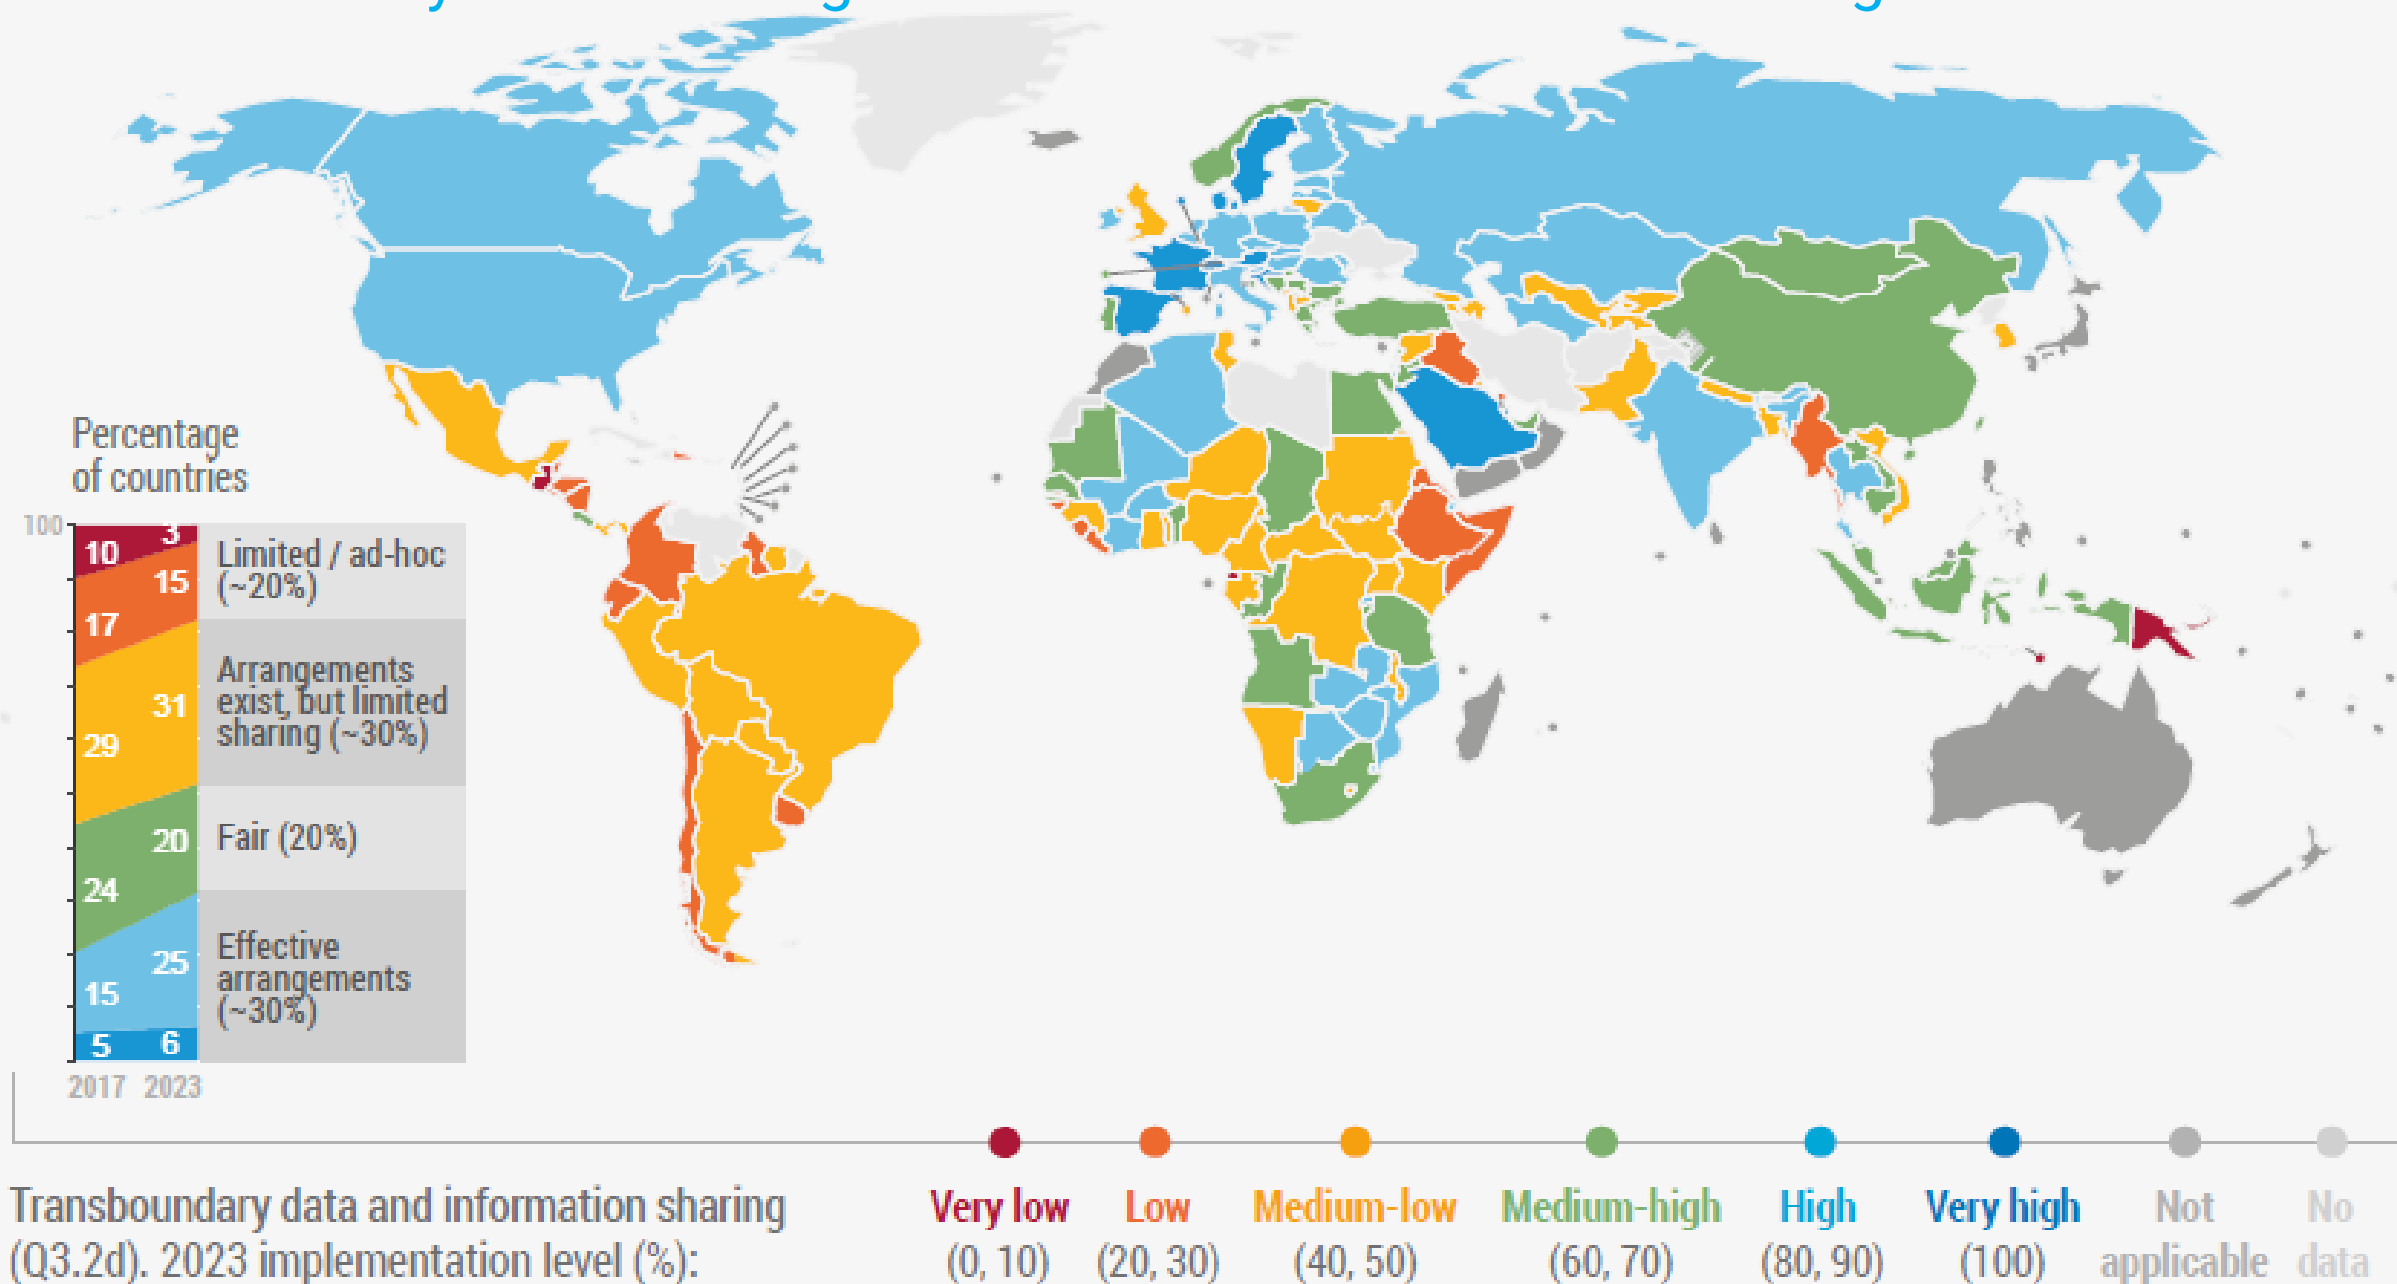 Percentage
of countries
100
10
3
15
17
31
29
20
24
25
15
5
6
2017 2023
Limited / ad-hoc
(~20%)
Arrangements
exist, but limited
sharing (~30%)
Fair (20%)
Effective
arrangements
(~30%)
Transboundary data and information sharing
(Q3.2d). 2023 implementation level (%):
Very low
(0, 10)
Low
(20, 30)
Medium-low
(40, 50)
Medium-high
(60, 70)
High
(80, 90)
Very high
(100)
Not
applicable
No
data